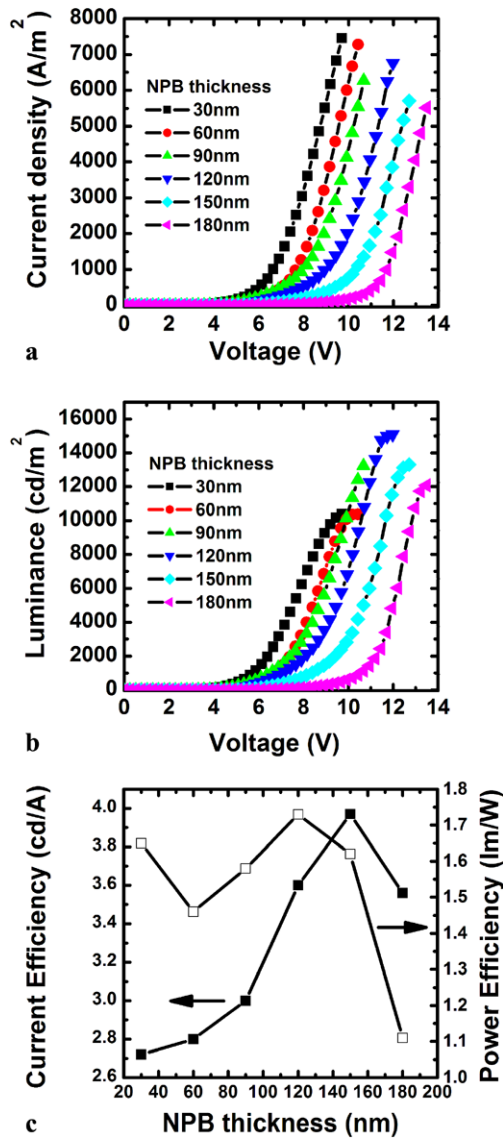 8000
7000
6000
5000
4000
3000
2000
1000
0
Current density (A/m²)
NPB thickness
30nm
60nm
90nm
120nm
150nm
180nm
0 2 4 6 8 10 12 14
Voltage (V)
a
16000
14000
12000
10000
8000
6000
4000
2000
0
Luminance (cd/m²)
NPB thickness
30nm
60nm
90nm
120nm
150nm
180nm
0 2 4 6 8 10 12 14
Voltage (V)
b
4.0
3.8
3.6
3.4
3.2
3.0
2.8
2.6
Current Efficiency (cd/A)
1.8
1.7
1.6
1.5
1.4
1.3
1.2
1.1
1.0
Power Efficiency (lm/W)
20 40 60 80 100 120 140 160 180 200
NPB thickness (nm)
c